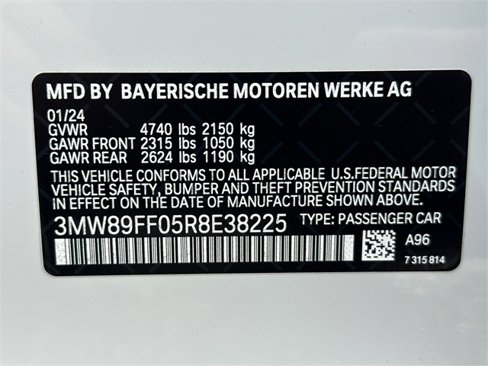 MFD BY BAYERISCHE MOTOREN WERKE AG
01/24
GVWR 4740 lbs 2150 kg
GAWR FRONT 2315 lbs 1050 kg
GAWR REAR 2624 lbs 1190 kg
THIS VEHICLE CONFORMS TO ALL APPLICABLE U.S.FEDERAL MOTOR
VEHICLE SAFETY, BUMPER AND THEFT PREVENTION STANDARDS
IN EFFECT ON THE DATE OF MANUFACTURE SHOWN ABOVE.
3MW89FF05R8E38225 TYPE: PASSENGER CAR
A96
7 315 814